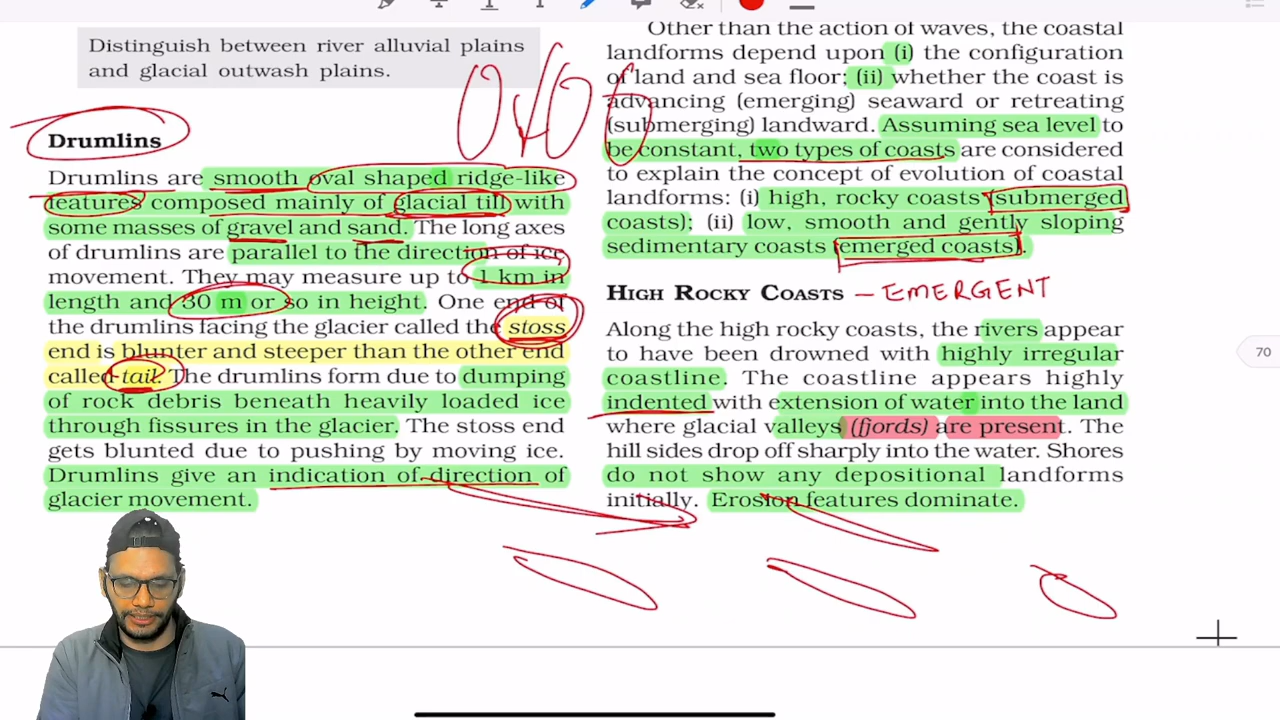 Distinguish between river alluvial plains
and glacial outwash plains.
Drumlins
Drumlins are smooth oval shaped ridge-like
features composed mainly of glacial till with
some masses of gravel and sand. The long axes
of drumlins are parallel to the direction of ice
movement. They may measure up to 1 km in
length and 30 m or so in height. One end of
the drumlins facing the glacier called the stoss
end is blunter and steeper than the other end
called tail. The drumlins form due to dumping
of rock debris beneath heavily loaded ice
through fissures in the glacier. The stoss end
gets blunted due to pushing by moving ice.
Drumlins give an indication of direction of
glacier movement.
Other than the action of waves, the coastal
landforms depend upon (i) the configuration
of land and sea floor; (ii) whether the coast is
advancing (emerging) seaward or retreating
(submerging) landward. Assuming sea level to
be constant, two types of coasts are considered
to explain the concept of evolution of coastal
landforms: (i) high, rocky coasts (submerged
coasts); (ii) low, smooth and gently sloping
sedimentary coasts (emerged coasts).
HIGH ROCKY COASTS - EMERGENT
Along the high rocky coasts, the rivers appear
to have been drowned with highly irregular
coastline. The coastline appears highly
indented with extension of water into the land
where glacial valleys (fjords) are present. The
hill sides drop off sharply into the water. Shores
do not show any depositional landforms
initially. Erosion features dominate.
70